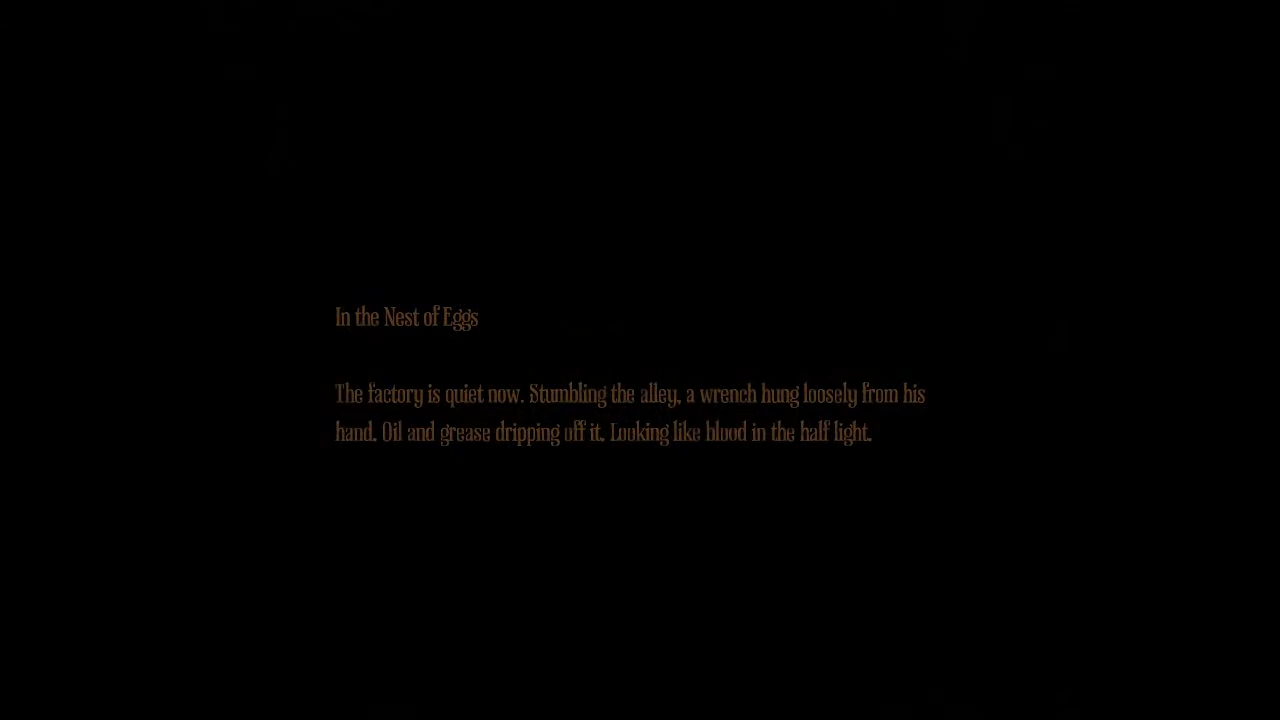 In the Nest of Eggs
The factory is quiet now. Stumbling the alley, a wrench hung loosely from his
hand. Oil and grease dripping off it. Looking like blood in the half light.